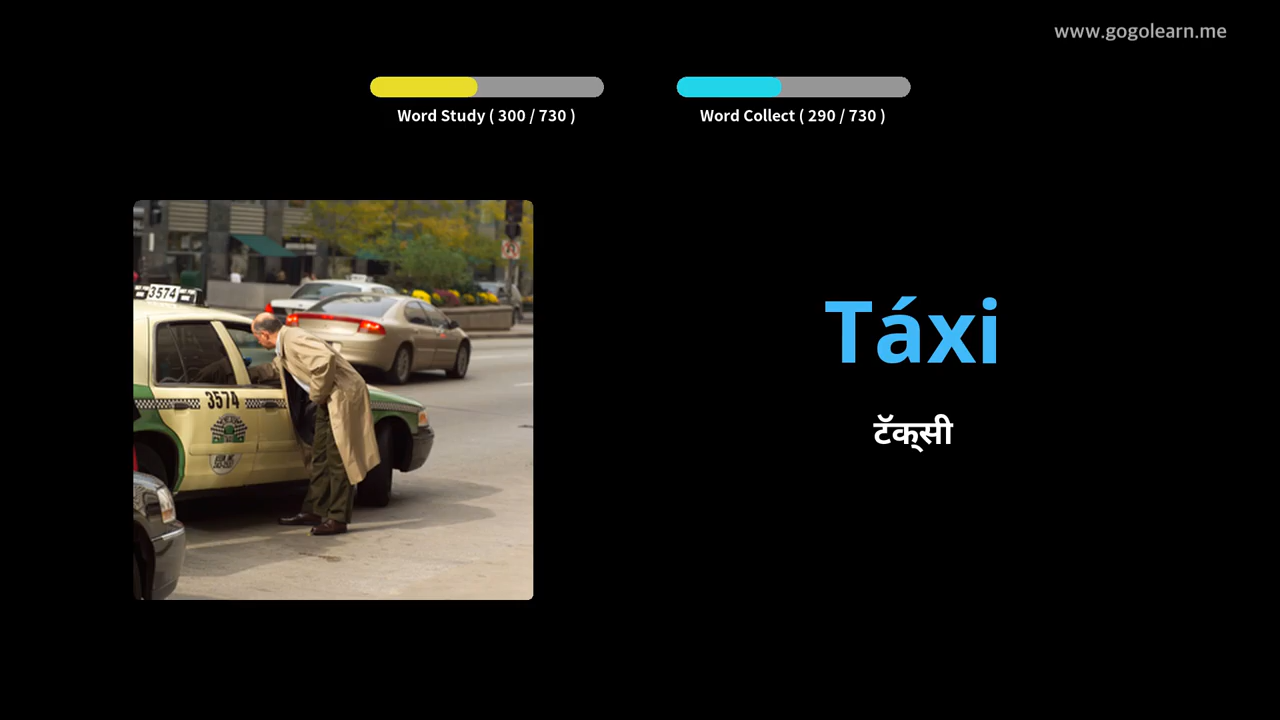 www.gogolearn.me
Word Study ( 300 / 730 )
Word Collect ( 290 / 730 )
3574
3574
Táxi
टॅक्सी